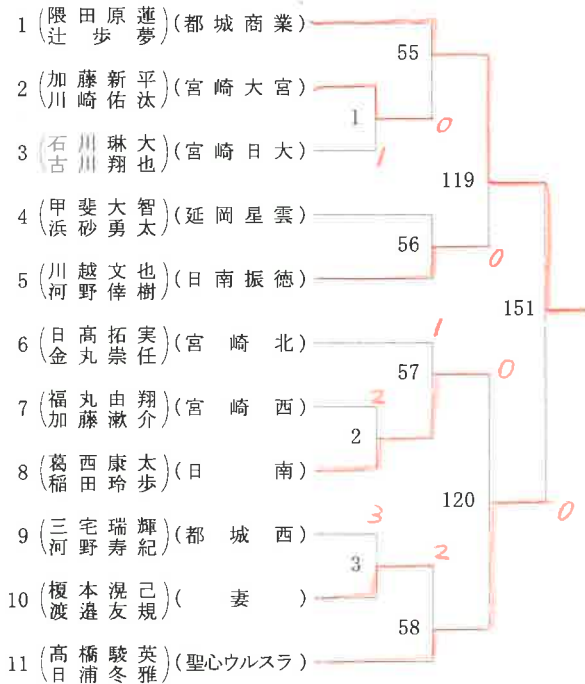 1 (隈田原蓮 辻歩夢) (都城商業)
55
2 (加藤新平 川崎佑汰) (宮崎大宮)
1
0
3 (石川琳大 古川翔也) (宮崎日大)
1
119
4 (甲斐大智 浜砂勇太) (延岡星雲)
56
0
5 (川越文也 河野倖樹) (日南振徳)
151
6 (日髙拓実 金丸崇任) (宮崎北)
1
57
0
7 (福丸由翔 加藤漱介) (宮崎西)
2
2
8 (葛西康太 稲田玲歩) (日南)
120
0
9 (三宅瑞輝 河野寿紀) (都城西)
3
3
2
10 (榎本滉己 渡邉友規) (妻)
58
11 (髙橋駿英 日浦冬雅) (聖心ウルスラ)